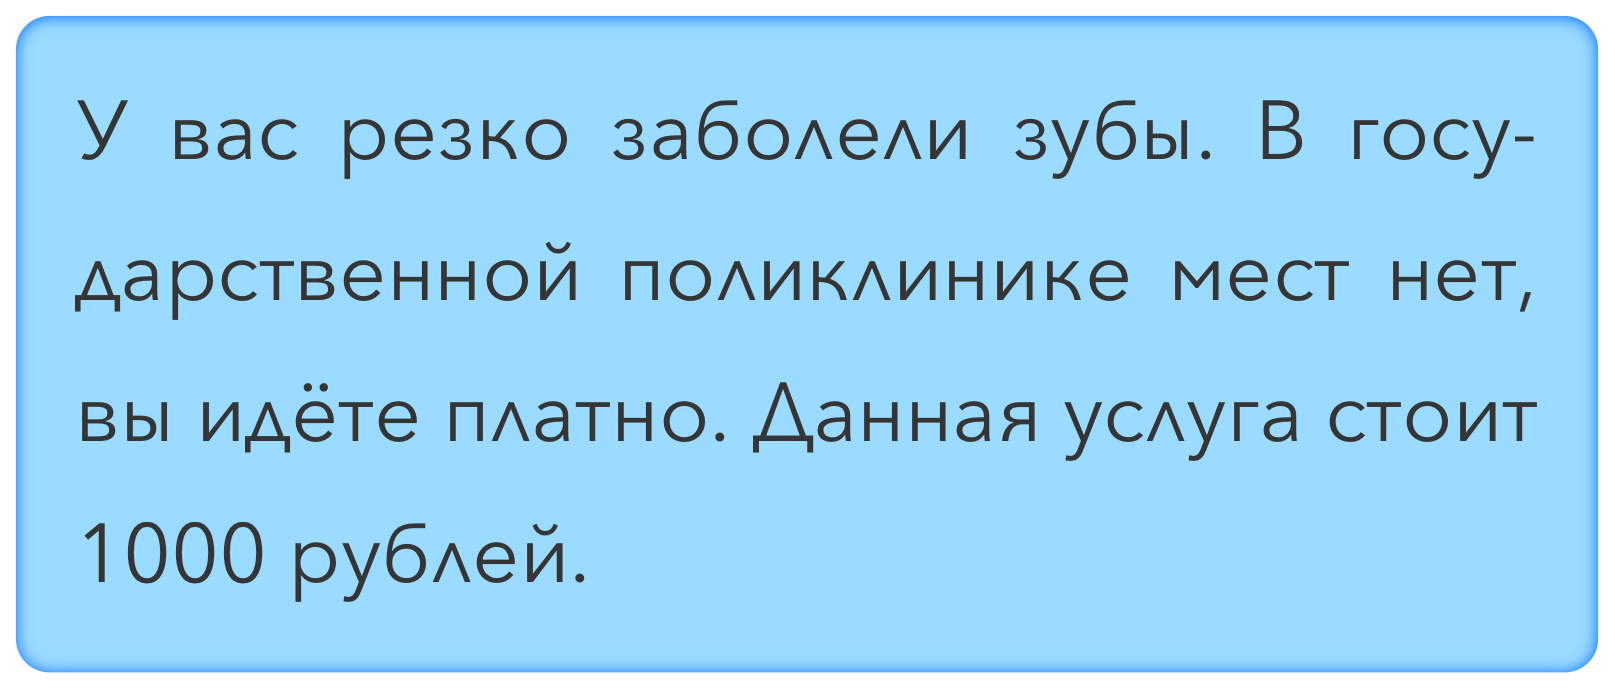 У вас резко заболели зубы. В госу-
дарственной поликлинике мест нет,
вы идёте платно. Данная услуга стоит
1000 рублей.